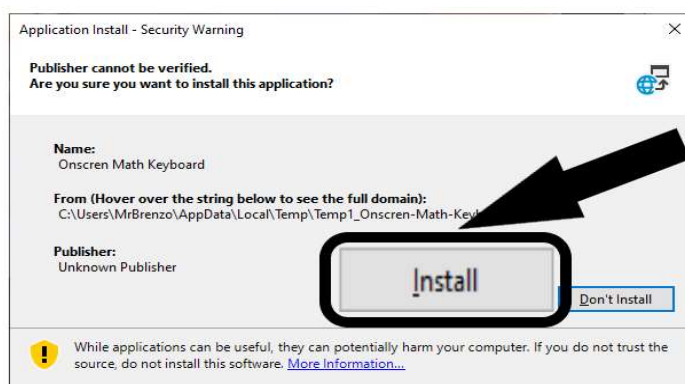 Application Install - Security Warning
Publisher cannot be verified.
Are you sure you want to install this application?
Name:
Onscren Math Keyboard
From (Hover over the string below to see the full domain):
C:\Users\MrBrenzo\AppData\Local\Temp\Temp1_Onscren-Math-Key
Publisher:
Unknown Publisher
Install
Don't Install
While applications can be useful, they can potentially harm your computer. If you do not trust the
source, do not install this software. More Information...